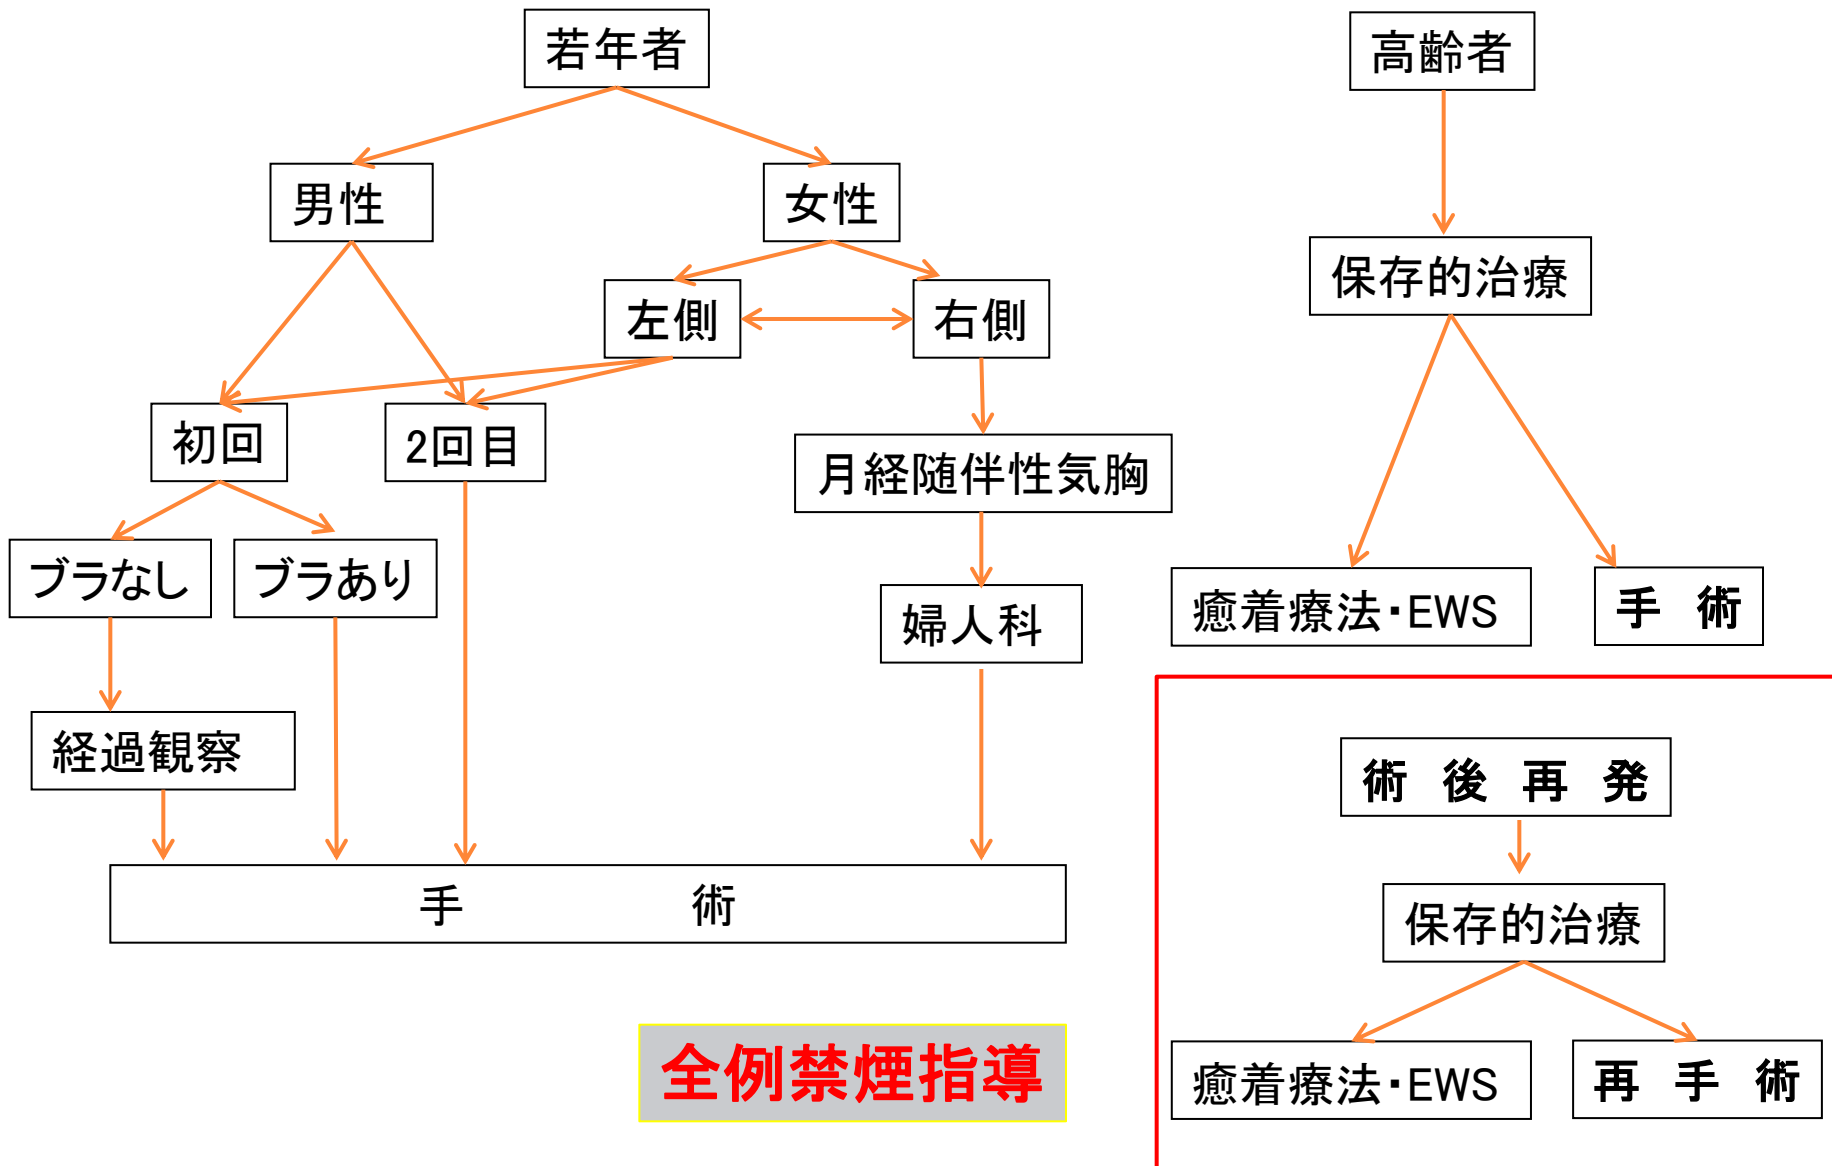 若年者
高齢者
男性
女性
保存的治療
左側
右側
初回
2回目
月経随伴性気胸
ブラなし
ブラあり
婦人科
癒着療法・EWS
手 術
経過観察
手 術
術 後 再 発
保存的治療
癒着療法・EWS
再 手 術
全例禁煙指導